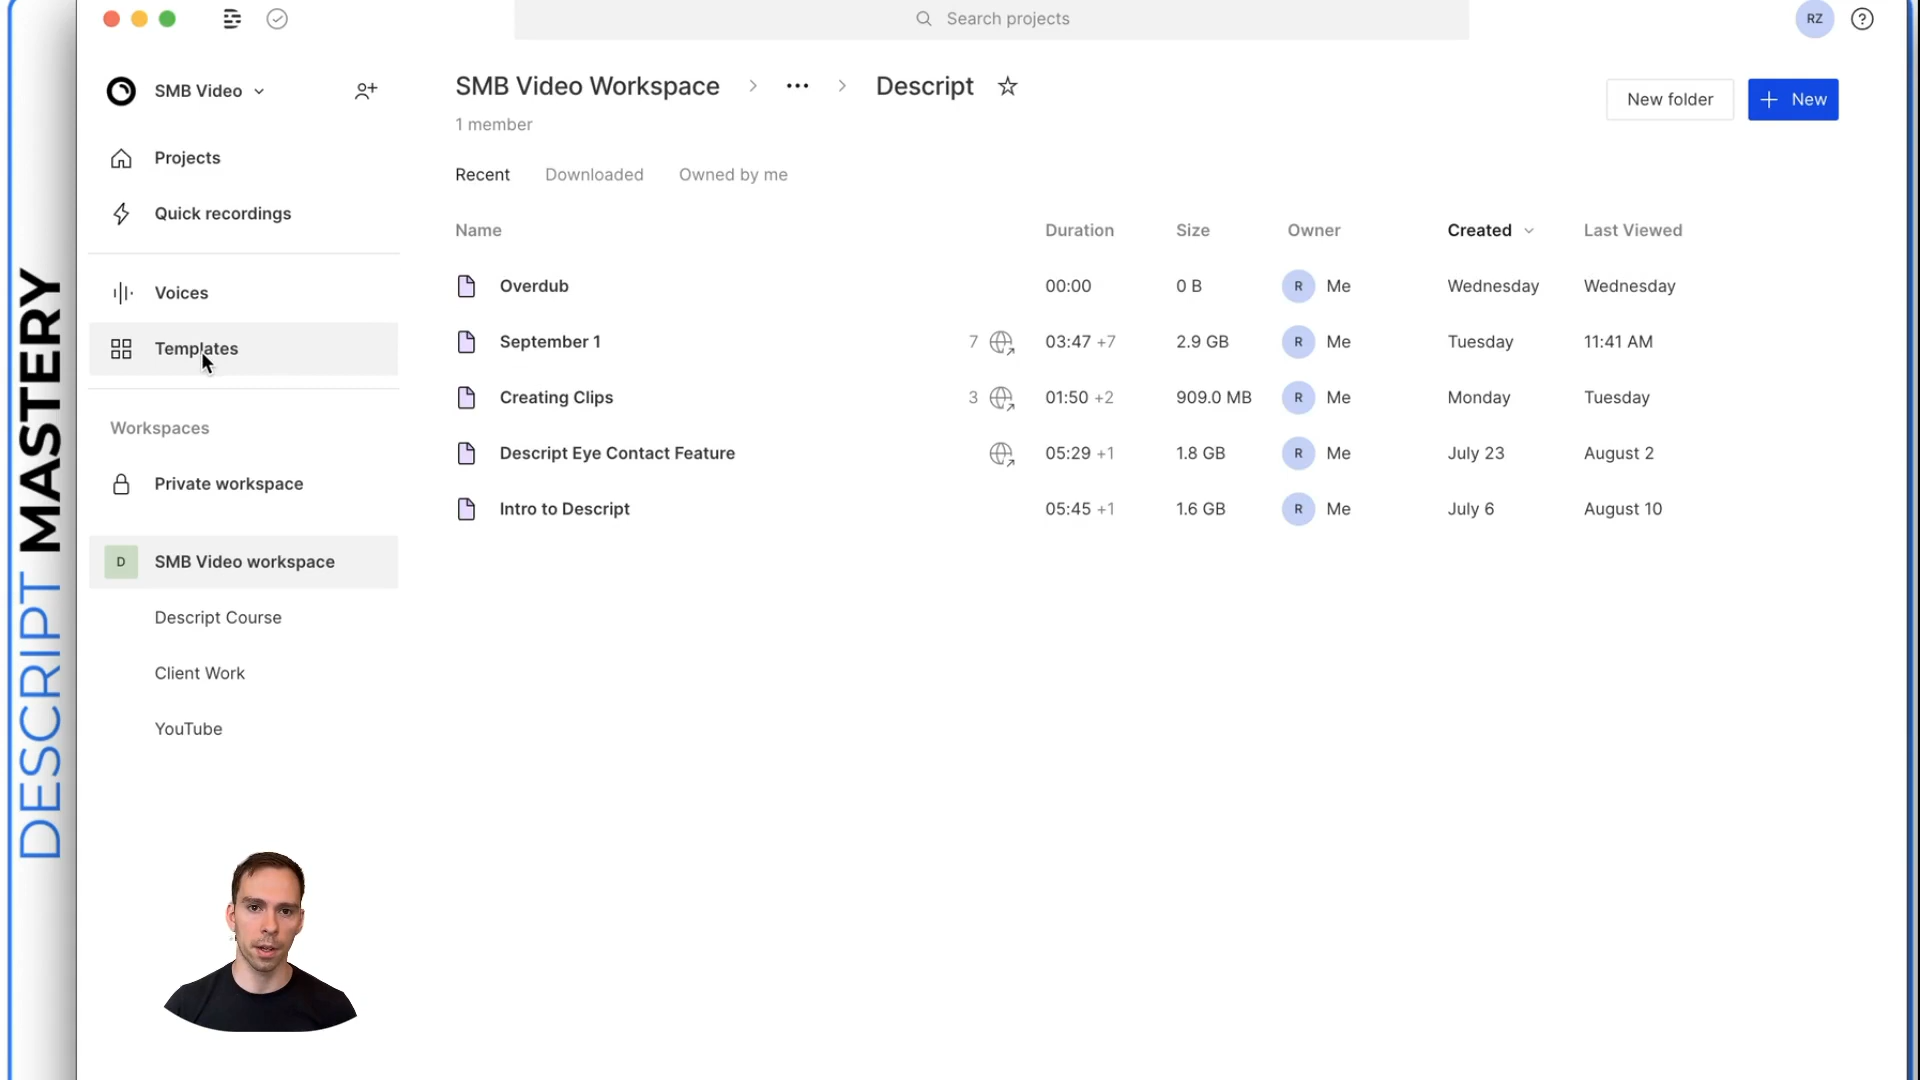 Search projects
RZ
?
SMB Video
SMB Video Workspace > ... > Descript
1 member
New folder
+ New
Projects
Quick recordings
Voices
Templates
Workspaces
Private workspace
D SMB Video workspace
Descript Course
Client Work
YouTube
Recent Downloaded Owned by me
Name Duration Size Owner Created Last Viewed
Overdub 00:00 0 B R Me Wednesday Wednesday
September 1 7 03:47 +7 2.9 GB R Me Tuesday 11:41 AM
Creating Clips 3 01:50 +2 909.0 MB R Me Monday Tuesday
Descript Eye Contact Feature 05:29 +1 1.8 GB R Me July 23 August 2
Intro to Descript 05:45 +1 1.6 GB R Me July 6 August 10
DESCRIPT MASTERY